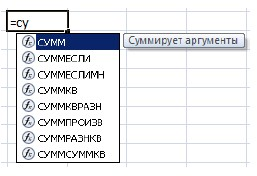 =су
СУММ
Суммирует аргументы
СУММЕСЛИ
СУММЕСЛИМН
СУММКВ
СУММКВРАЗН
СУММПРОИЗВ
СУММРАЗНКВ
СУММСУММКВ